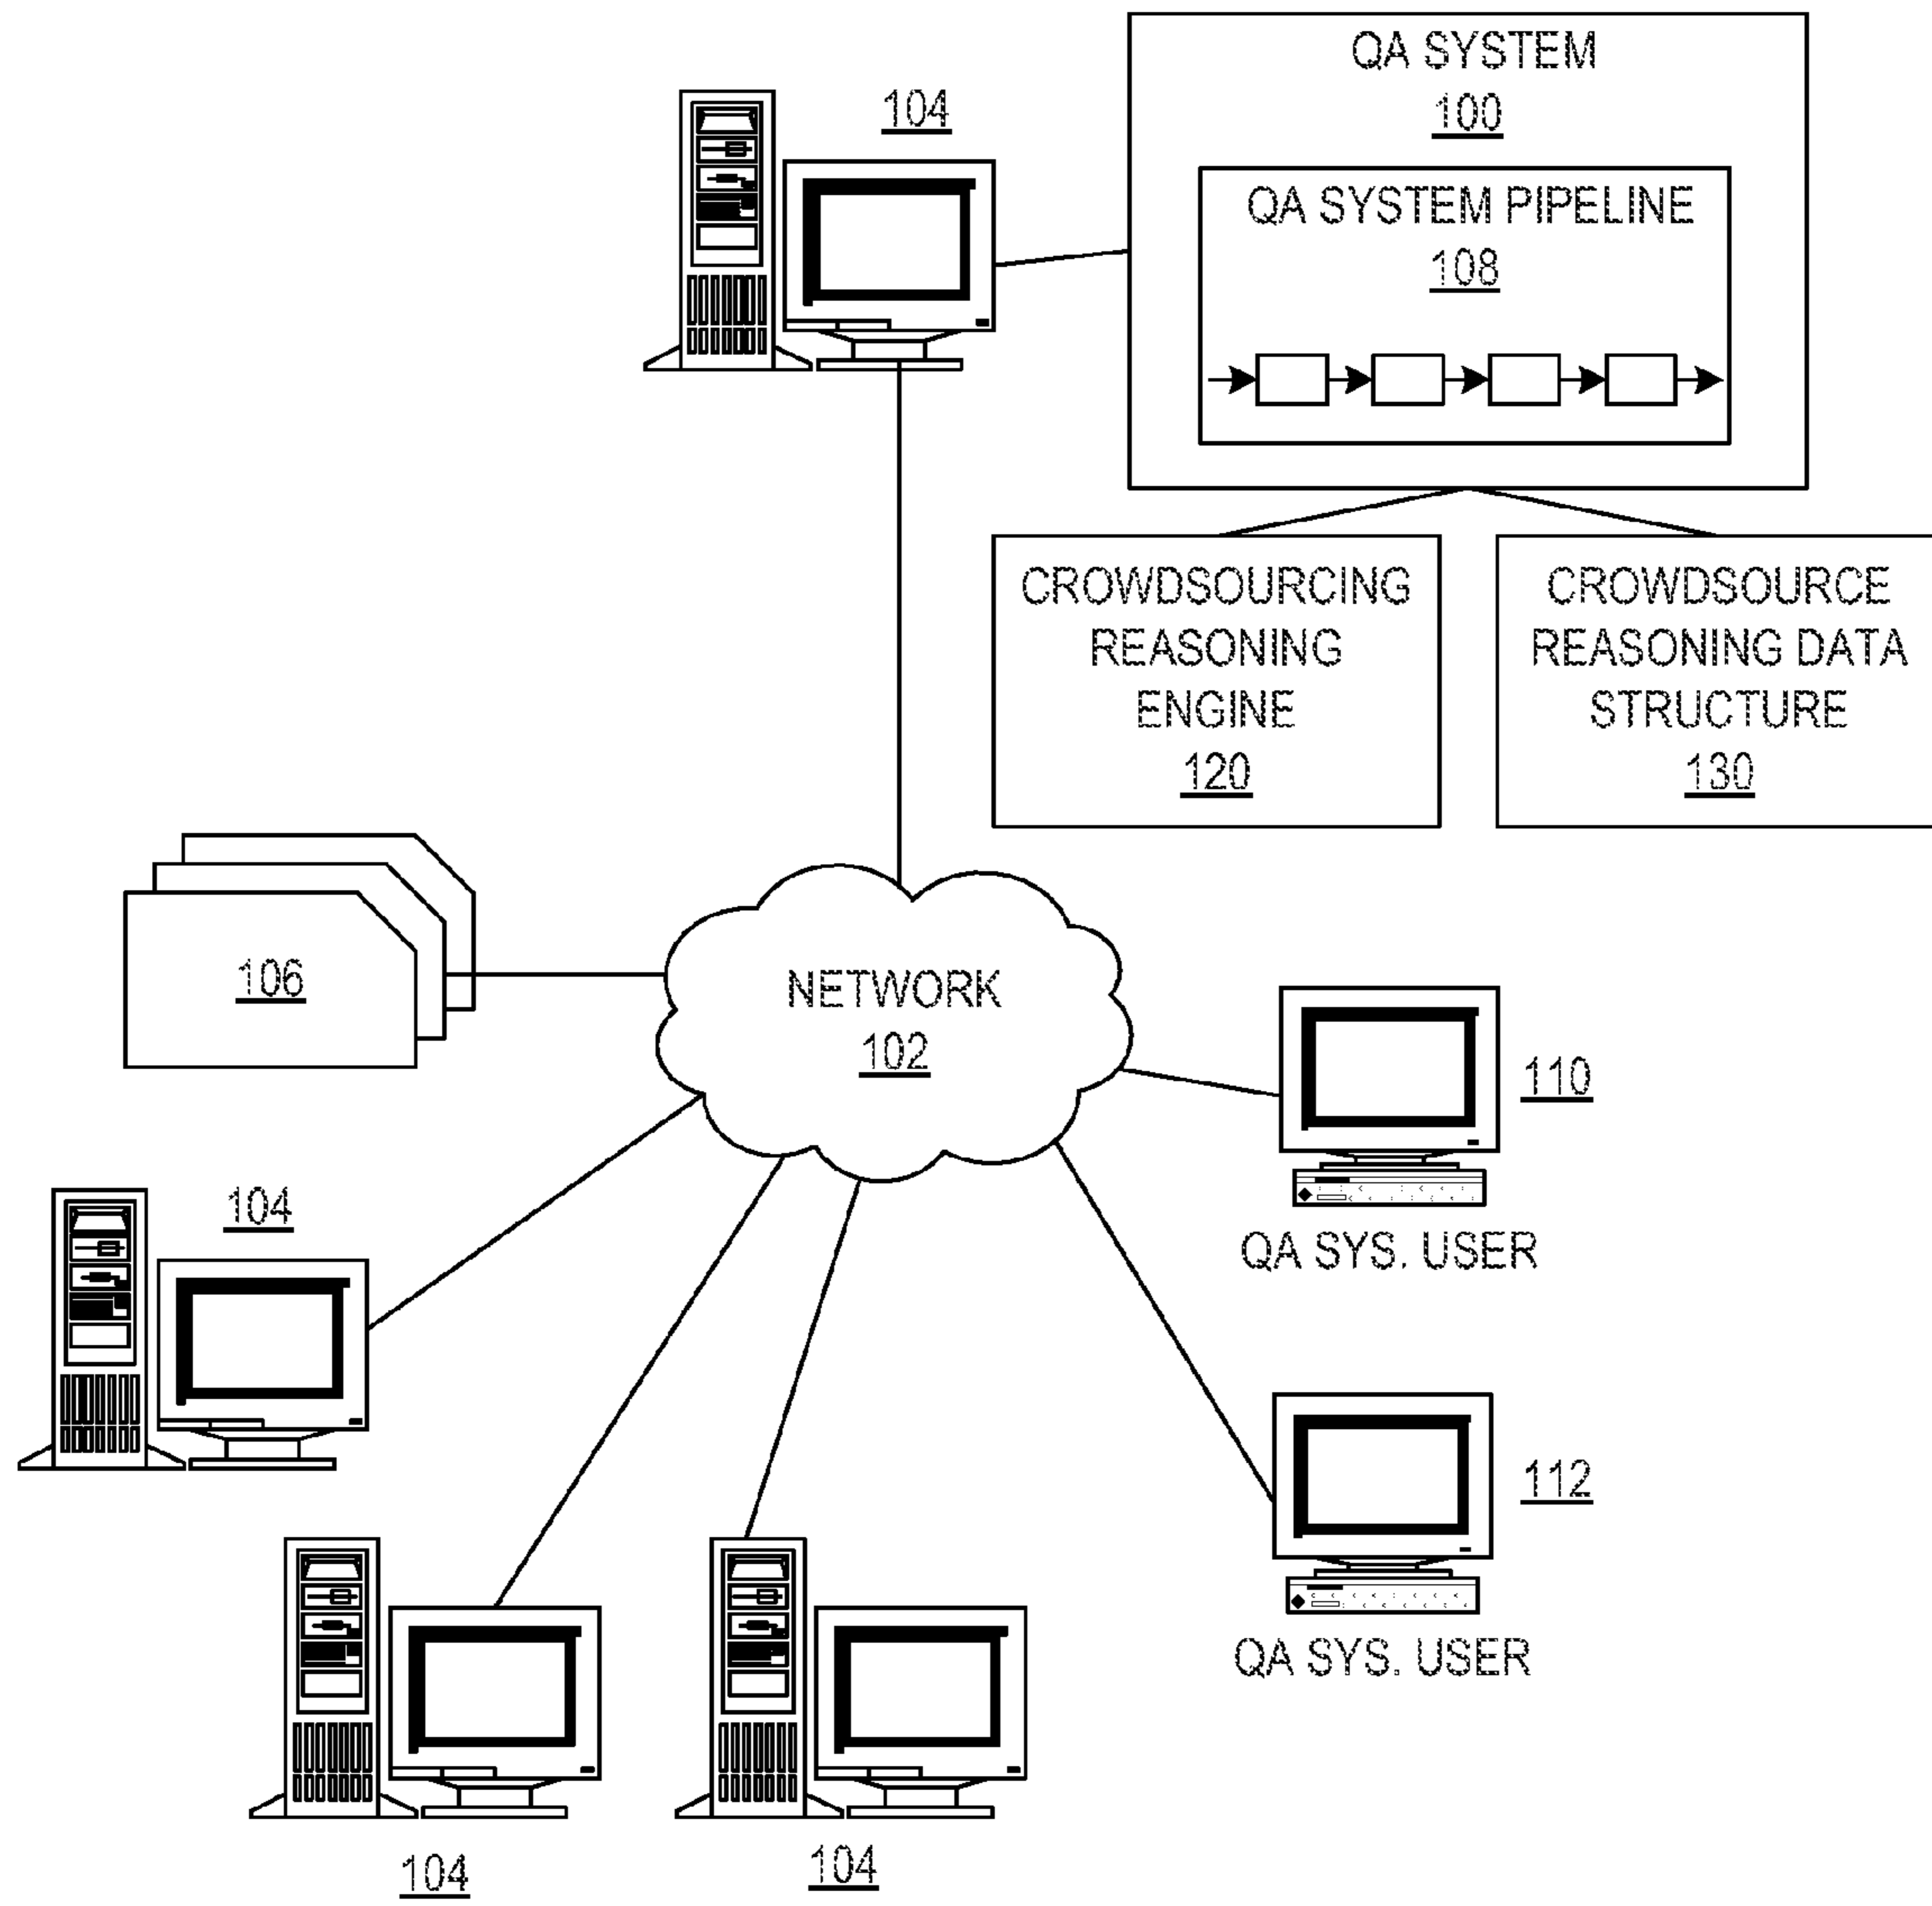 QA SYSTEM
100
104
QA SYSTEM PIPELINE
108
CROWDSOURCING
REASONING
ENGINE
120
CROWDSOURCE
REASONING DATA
STRUCTURE
130
106
NETWORK
102
110
QA SYS. USER
104
112
QA SYS. USER
104
104